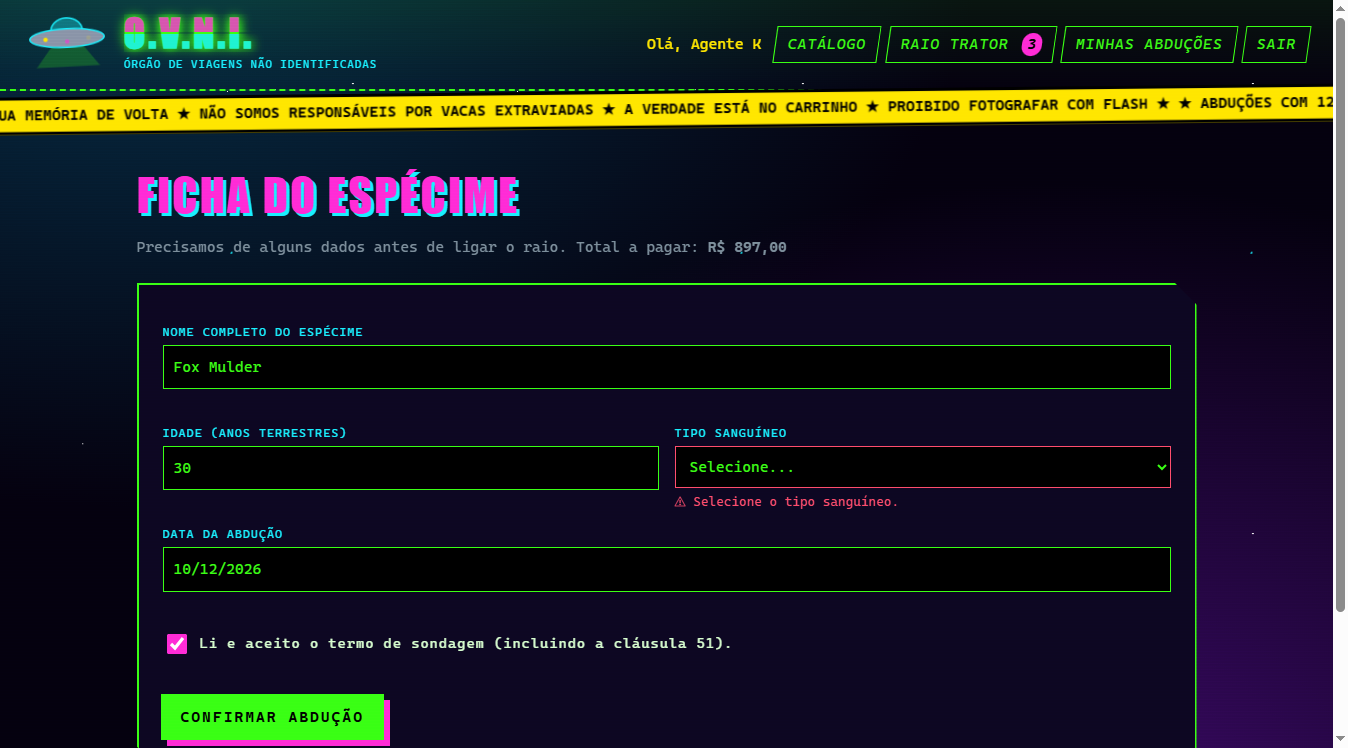 O.V.N.I.
ÓRGÃO DE VIAGENS NÃO IDENTIFICADAS
Olá, Agente K
CATÁLOGO
RAIO TRATOR 3
MINHAS ABDUÇÕES
SAIR
UA MEMÓRIA DE VOLTA ★ NÃO SOMOS RESPONSÁVEIS POR VACAS EXTRAVIADAS ★ A VERDADE ESTÁ NO CARRINHO ★ PROIBIDO FOTOGRAFAR COM FLASH ★ ★ ABDUÇÕES COM 12
FICHA DO ESPÉCIME
Precisamos de alguns dados antes de ligar o raio. Total a pagar: R$ 897,00
NOME COMPLETO DO ESPÉCIME
Fox Mulder
IDADE (ANOS TERRESTRES)
30
TIPO SANGUÍNEO
Selecione...
⚠ Selecione o tipo sanguíneo.
DATA DA ABDUÇÃO
10/12/2026
Li e aceito o termo de sondagem (incluindo a cláusula 51).
CONFIRMAR ABDUÇÃO